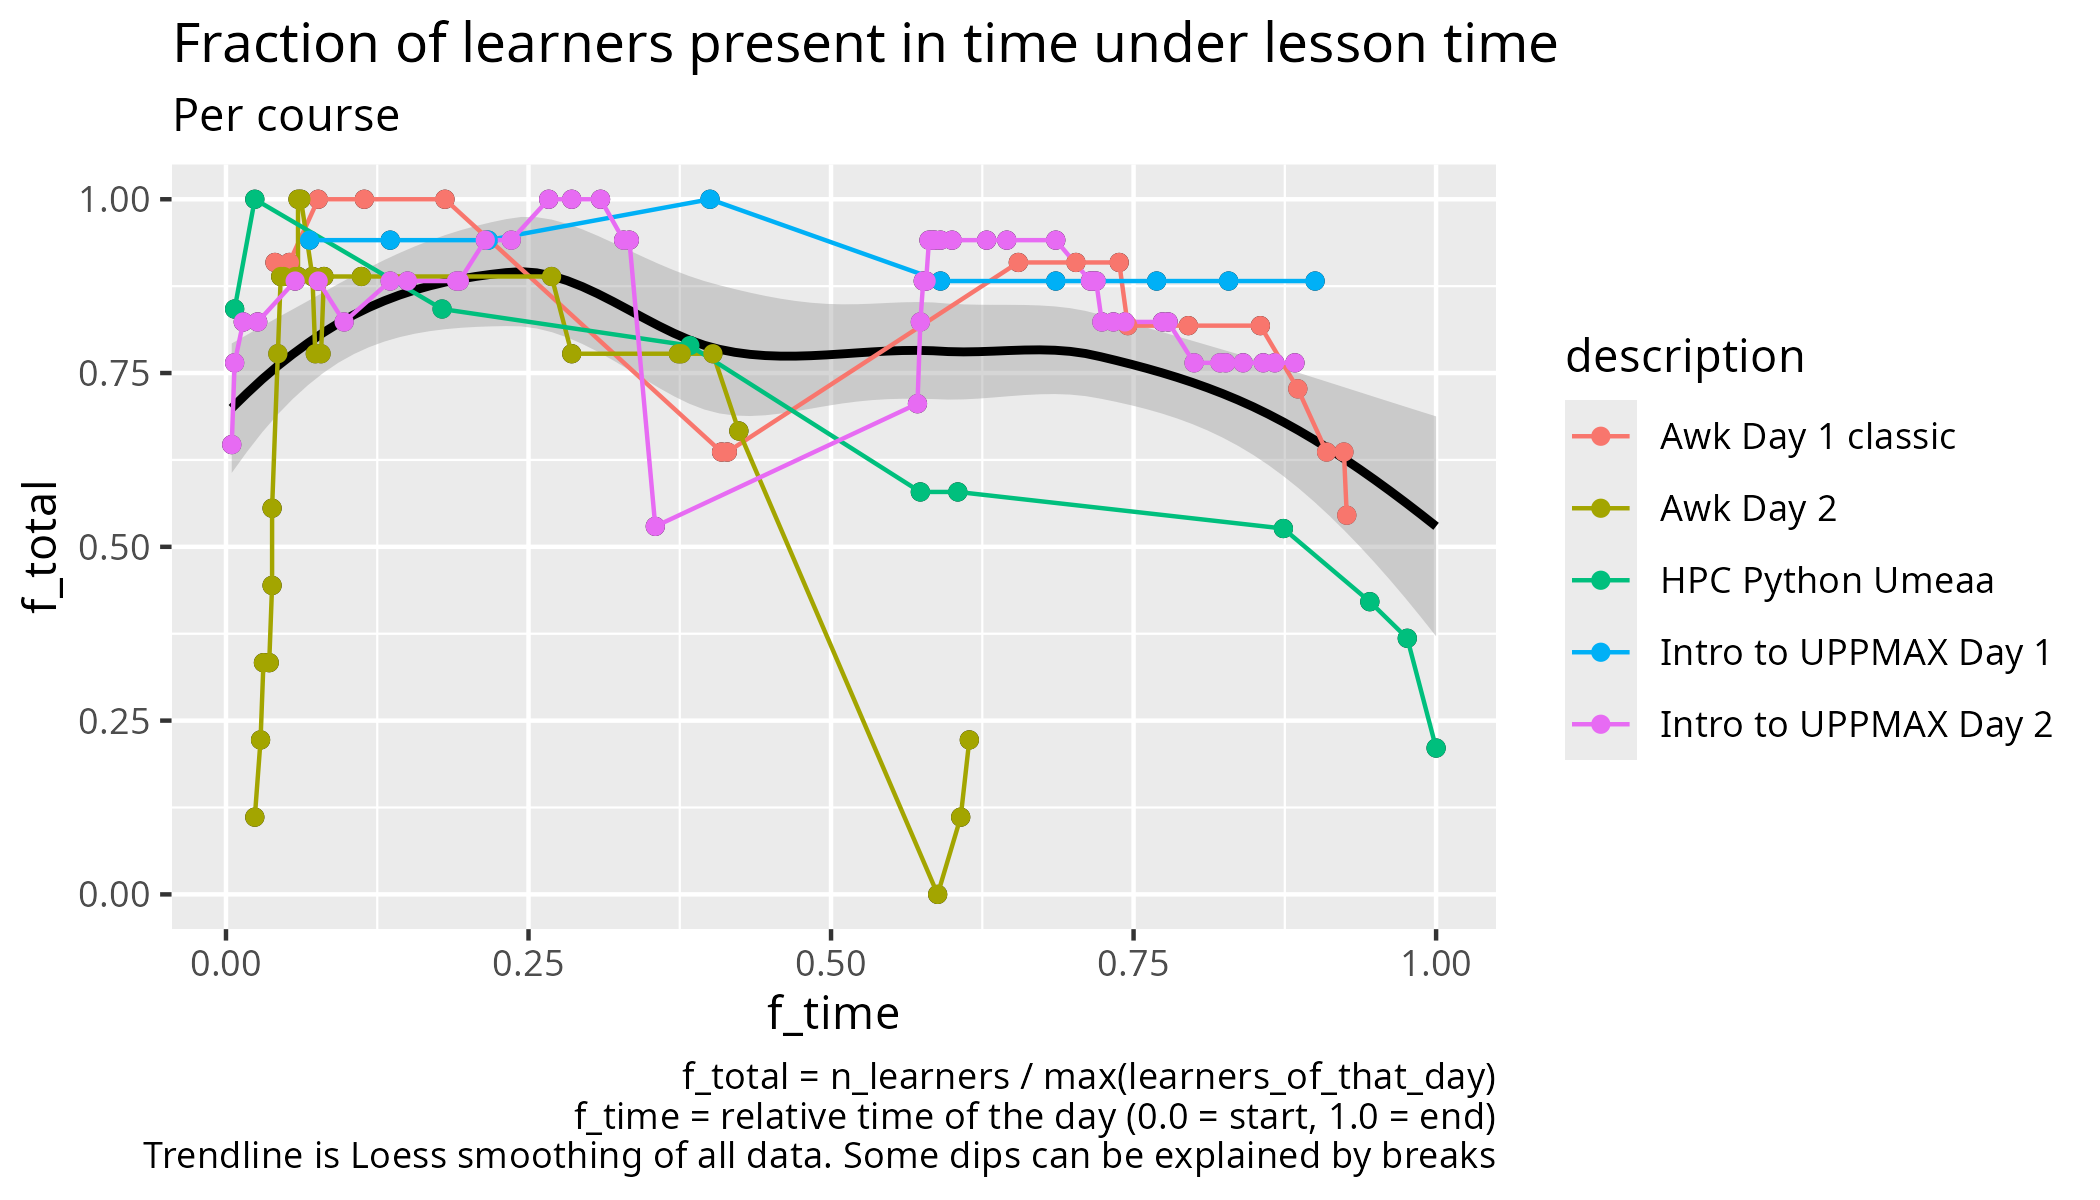 Fraction of learners present in time under lesson time
Per course
f_total
1.00
0.75
0.50
0.25
0.00
0.00 0.25 0.50 0.75 1.00
f_time
description
Awk Day 1 classic
Awk Day 2
HPC Python Umeaa
Intro to UPPMAX Day 1
Intro to UPPMAX Day 2
f_total = n_learners / max(learners_of_that_day)
f_time = relative time of the day (0.0 = start, 1.0 = end)
Trendline is Loess smoothing of all data. Some dips can be explained by breaks